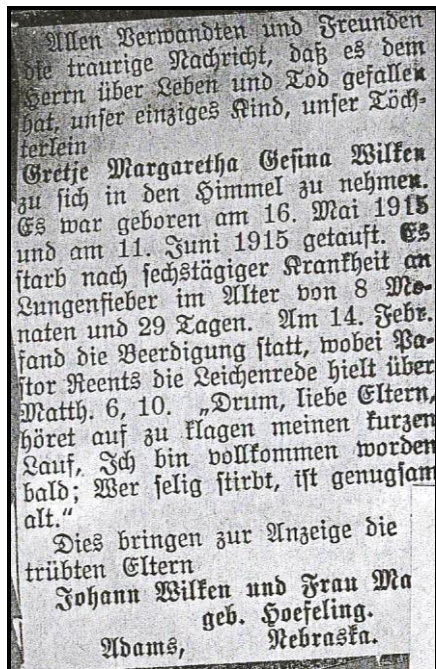 Allen Verwandten und Freunden
die traurige Nachricht, daß es dem
Herrn über Leben und Tod gefallen
hat, unser einziges Kind, unser Töch-
terlein
Gretje Margaretha Gesina Wilken
zu sich in den Himmel zu nehmen.
Es war geboren am 16. Mai 1915
und am 11. Juni 1915 getauft. Es
starb nach sechstägiger Krankheit an
Lungenfieber im Alter von 8 Mo-
naten und 29 Tagen. Am 14. Febr.
fand die Beerdigung statt, wobei Pa-
stor Reents die Leichenrede hielt über
Matth. 6, 10. „Drum, liebe Eltern,
höret auf zu klagen meinen kurzen
Lauf, Ich bin vollkommen worden
bald; Wer selig stirbt, ist genugsam
alt.“
Dies bringen zur Anzeige die
trübten Eltern
Johann Wilken und Frau Ma
geb. Hoefeling.
Adams, Nebraska.